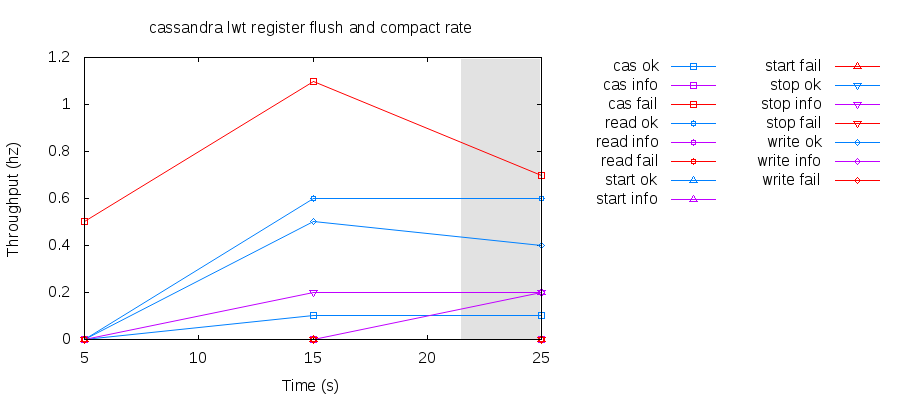 cassandra lwt register flush and compact rate
1.2
1
0.8
0.6
0.4
0.2
0
5
10
15
20
25
Throughput (hz)
Time (s)
cas ok
cas info
cas fail
read ok
read info
read fail
start ok
start info
start fail
stop ok
stop info
stop fail
write ok
write info
write fail